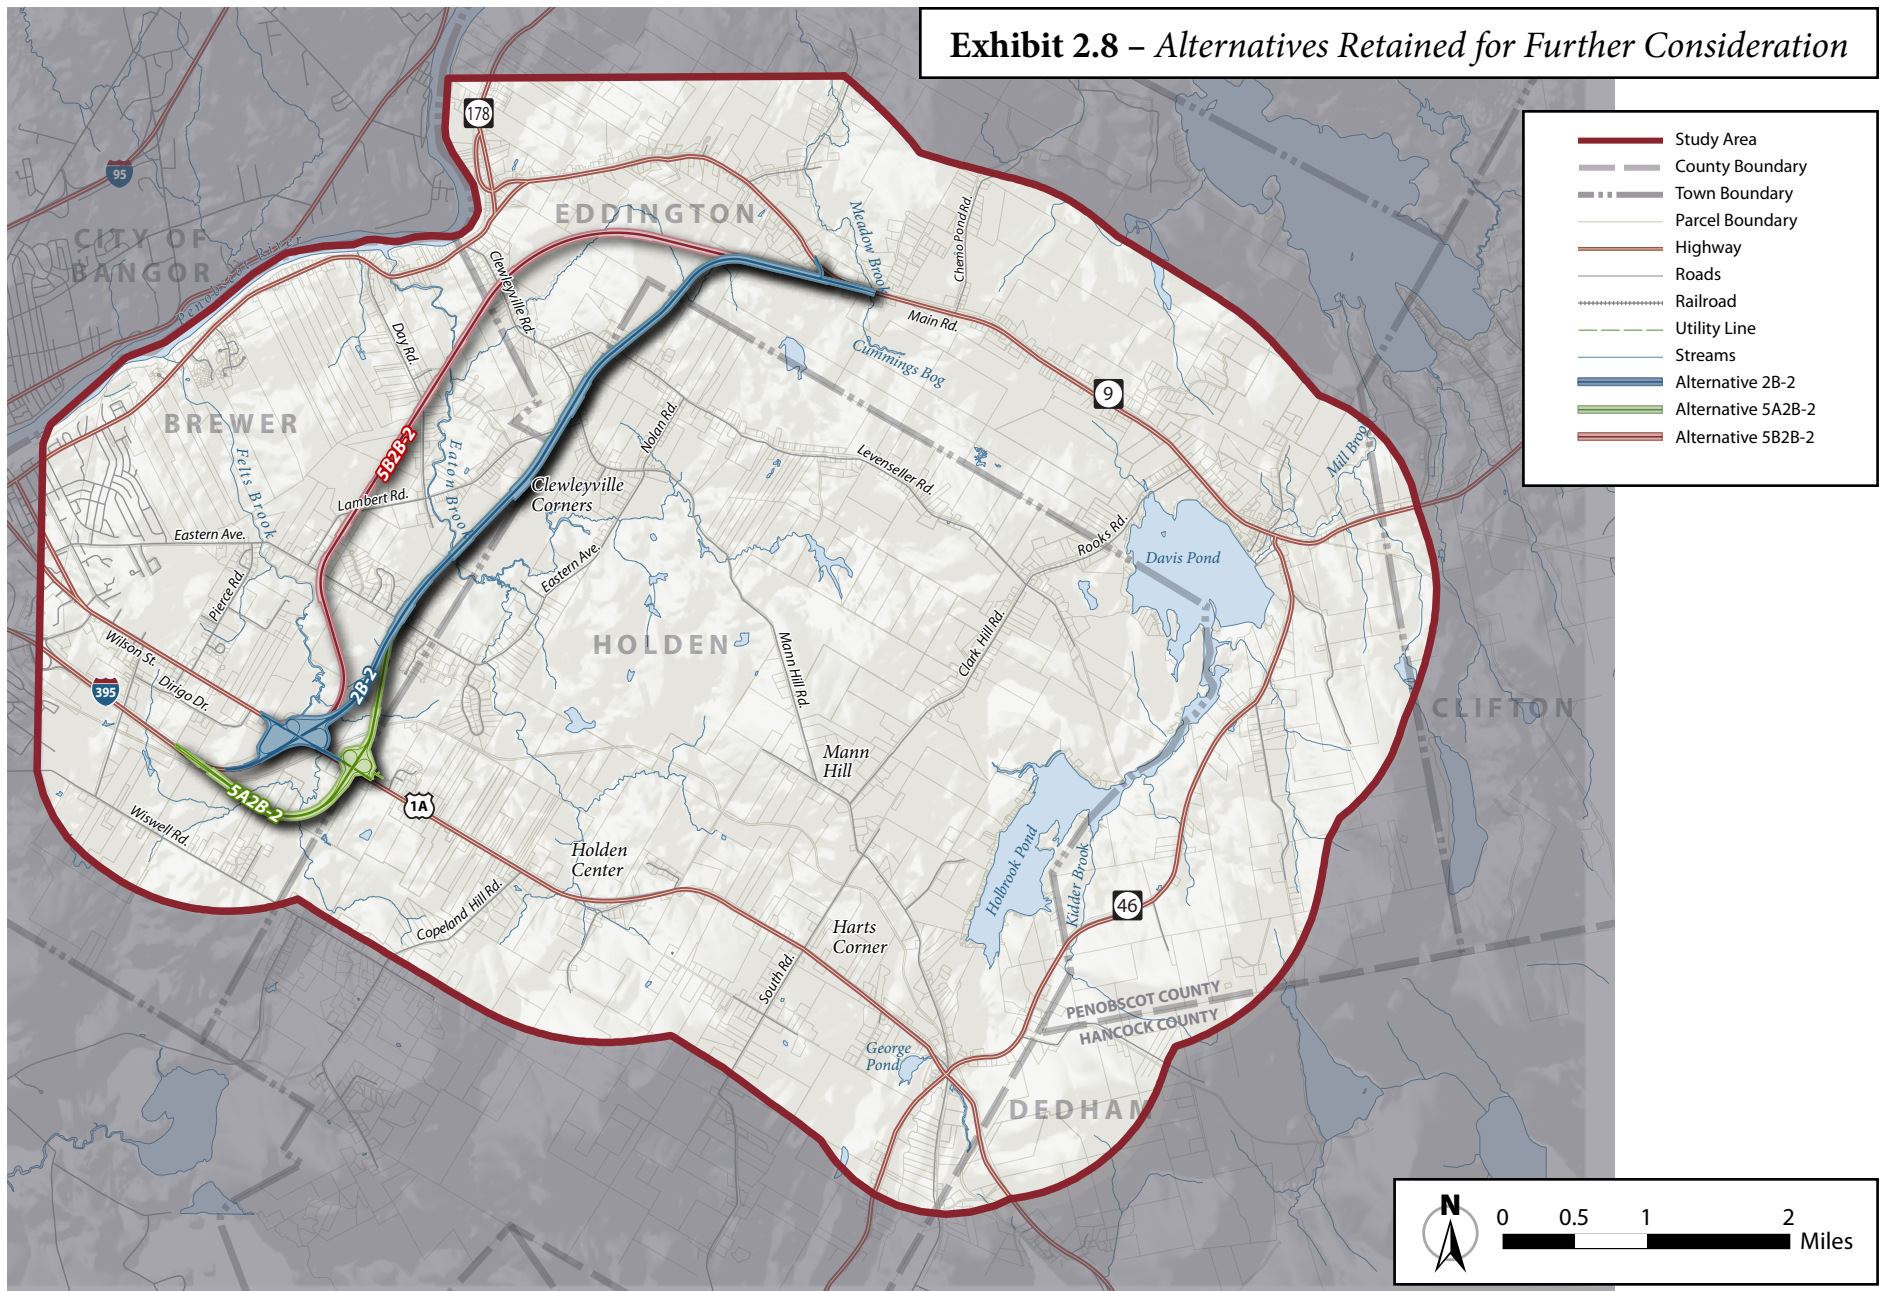 Exhibit 2.8 – Alternatives Retained for Further Consideration
Study Area
County Boundary
Town Boundary
Parcel Boundary
Highway
Roads
Railroad
Utility Line
Streams
Alternative 2B-2
Alternative 5A2B-2
Alternative 5B2B-2
178
95
CITY OF
BANGOR
Penobscot River
EDDINGTON
Meadow Brook
Chemo Pond Rd.
Clewleyville Rd.
Day Rd.
Main Rd.
Cummings Bog
9
BREWER
Felts Brook
5B2B-2
Eaton Brook
Nolan Rd.
Levenseller Rd.
Mill Brook
Lambert Rd.
Clewleyville
Corners
Eastern Ave.
Eastern Ave.
Rooks Rd.
Davis Pond
Pierce Rd.
HOLDEN
Mann Hill Rd.
Clark Hill Rd.
Wilson St.
Dirigo Dr.
395
2B-2
CLIFTON
Mann
Hill
5A2B-2
1A
Wiswell Rd.
Holden
Center
Holbrook Pond
Kidder Brook
46
Copeland Hill Rd.
Harts
Corner
South Rd.
PENOBSCOT COUNTY
HANCOCK COUNTY
George
Pond
DEDHAM
N
0 0.5 1 2
Miles